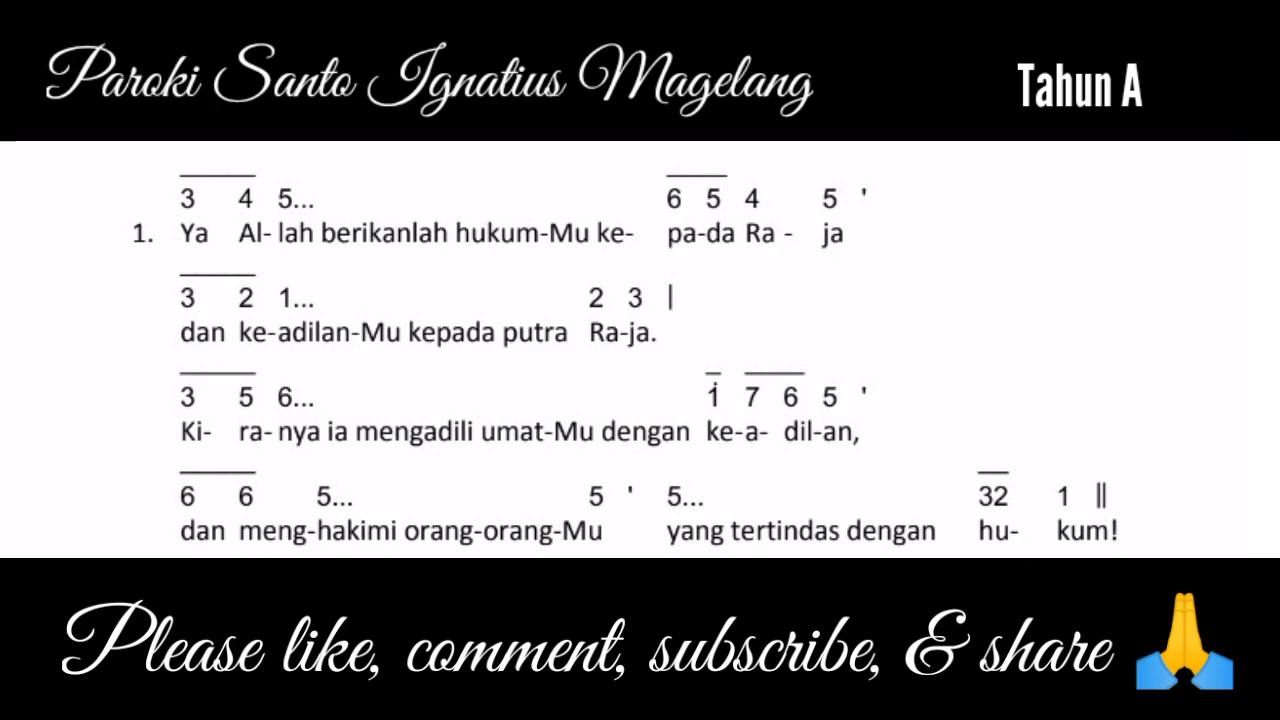 Paroki Santo Ignatius Magelang
Tahun A
3 4 5... 6 5 4 5 '
1. Ya Al- lah berikanlah hukum-Mu ke- pa-da Ra - ja
3 2 1... 2 3 |
dan ke-adilan-Mu kepada putra Ra-ja.
3 5 6... 1̇ 7 6 5 '
Ki- ra- nya ia mengadili umat-Mu dengan ke-a- dil-an,
6 6 5... 5 ' 5... 32 1 ||
dan meng-hakimi orang-orang-Mu yang tertindas dengan hu- kum!
Please like, comment, subscribe, & share 🙏